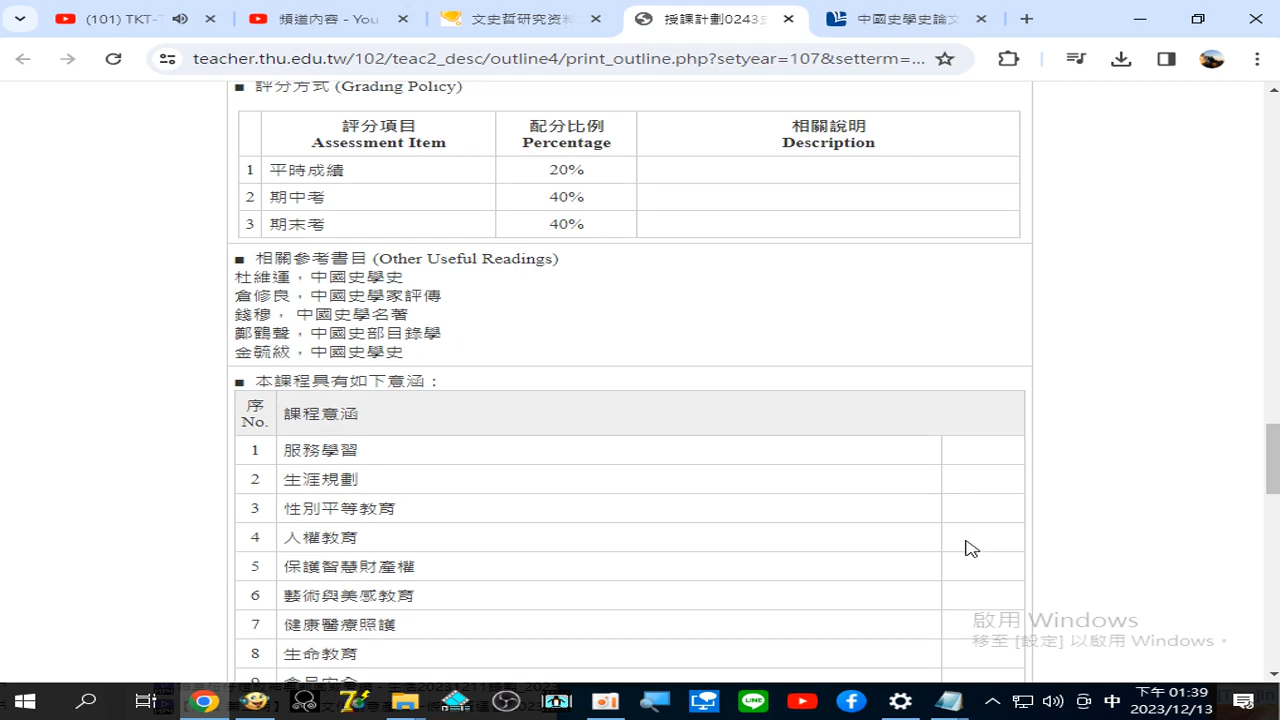 (101) TKT-
頻道內容 - You
文史哲研究資料
授課計劃0243
中國史學史論文
teacher.thu.edu.tw/102/teac2_desc/outline4/print_outline.php?setyear=107&setterm=...
■ 評分方式 (Grading Policy)
評分項目 配分比例 相關說明
Assessment Item Percentage Description
1 平時成績 20%
2 期中考 40%
3 期末考 40%
■ 相關參考書目 (Other Useful Readings)
杜維運，中國史學史
倉修良，中國史學家評傳
錢穆， 中國史學名著
鄭鶴聲，中國史部目錄學
金毓紱，中國史學史
■ 本課程具有如下意涵：
序 課程意涵
No.
1 服務學習
2 生涯規劃
3 性別平等教育
4 人權教育
5 保護智慧財產權
6 藝術與美感教育
7 健康醫療照護
8 生命教育
9 食品安全
啟用 Windows
移至 [設定] 以啟用 Windows。
中
下午 01:39
2023/12/13